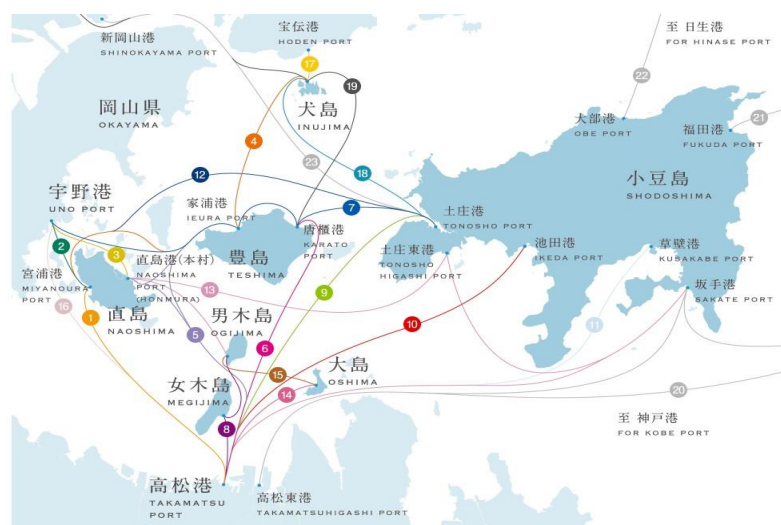 宝伝港
HODEN PORT
至 日生港
FOR HINASE PORT
新岡山港
SHINOKAYAMA PORT
17
19
22
岡山県
OKAYAMA
犬島
INUJIMA
大部港
OBE PORT
21
福田港
FUKUDA PORT
4
23
18
12
小豆島
SHODOSHIMA
宇野港
UNO PORT
家浦港
IEURA PORT
7
土庄港
TONOSHO PORT
唐櫃港
KARATO
PORT
2
3
直島港(本村)
NAOSHIMA
PORT
(HONMURA)
豊島
TESHIMA
土庄東港
TONOSHO
HIGASHI PORT
池田港
IKEDA PORT
草壁港
KUSAKABE PORT
宮浦港
MIYANOURA
PORT
坂手港
SAKATE PORT
13
9
16
1
直島
NAOSHIMA
男木島
OGIJIMA
5
6
10
11
15
大島
OSHIMA
女木島
MEGIJIMA
14
20
8
至 神戸港
FOR KOBE PORT
高松港
TAKAMATSU
PORT
高松東港
TAKAMATSUHIGASHI PORT